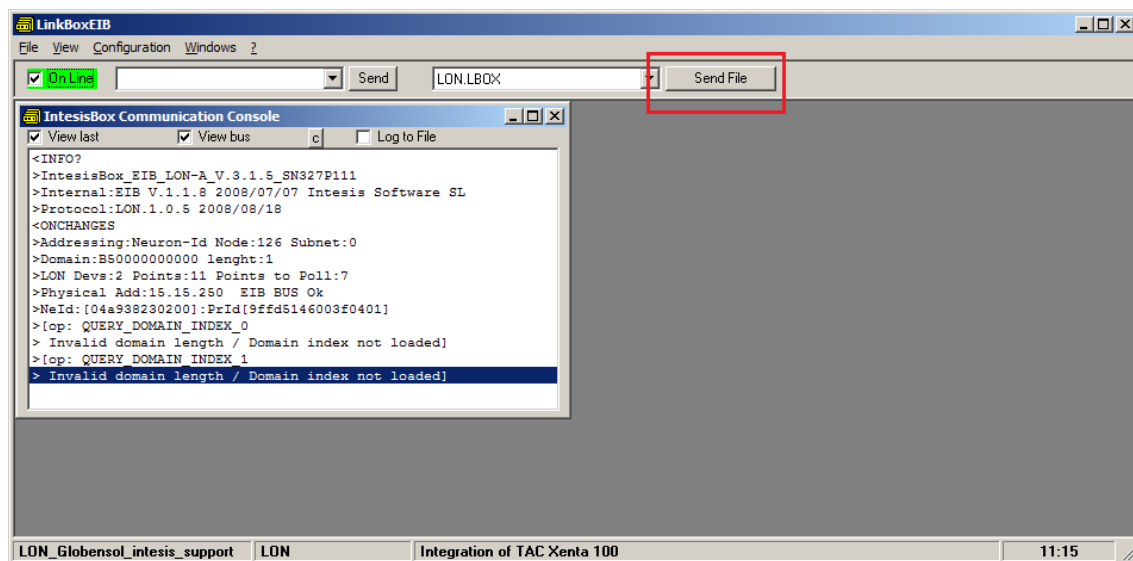 LinkBoxEIB
File View Configuration Windows ?
On Line Send LON.LBOX Send File
IntesisBox Communication Console
View last View bus c Log to File
<INFO?
>IntesisBox_EIB_LON-A_V.3.1.5_SN327P111
>Internal:EIB V.1.1.8 2008/07/07 Intesis Software SL
>Protocol:LON.1.0.5 2008/08/18
<ONCHANGES
>Addressing:Neuron-Id Node:126 Subnet:0
>Domain:B50000000000 lenght:1
>LON Devs:2 Points:11 Points to Poll:7
>Physical Add:15.15.250  EIB BUS Ok
>NeId:[04a938230200]:PrId[9ffd5146003f0401]
>[op: QUERY_DOMAIN_INDEX_0
> Invalid domain length / Domain index not loaded]
>[op: QUERY_DOMAIN_INDEX_1
> Invalid domain length / Domain index not loaded]
LON_Globensol_intesis_support LON Integration of TAC Xenta 100 11:15